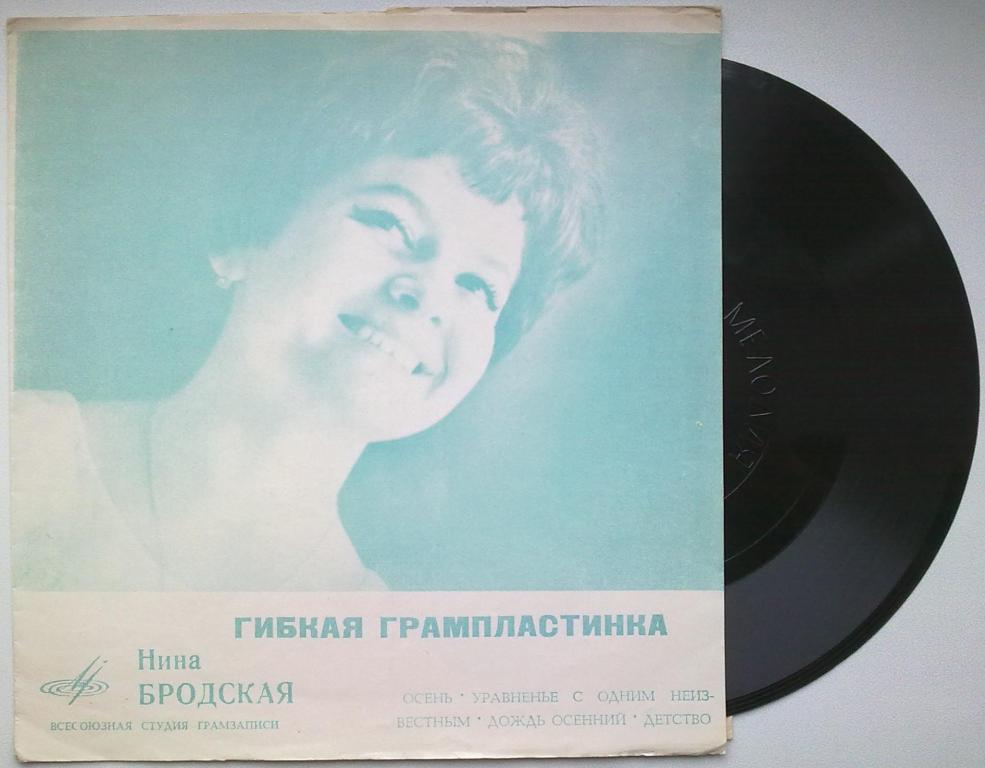 МЕЛОДИЯ
ГИБКАЯ ГРАМПЛАСТИНКА
Нина
БРОДСКАЯ
ВСЕСОЮЗНАЯ СТУДИЯ ГРАМЗАПИСИ
ОСЕНЬ · УРАВНЕНЬЕ С ОДНИМ НЕИЗ-
ВЕСТНЫМ · ДОЖДЬ ОСЕННИЙ · ДЕТСТВО